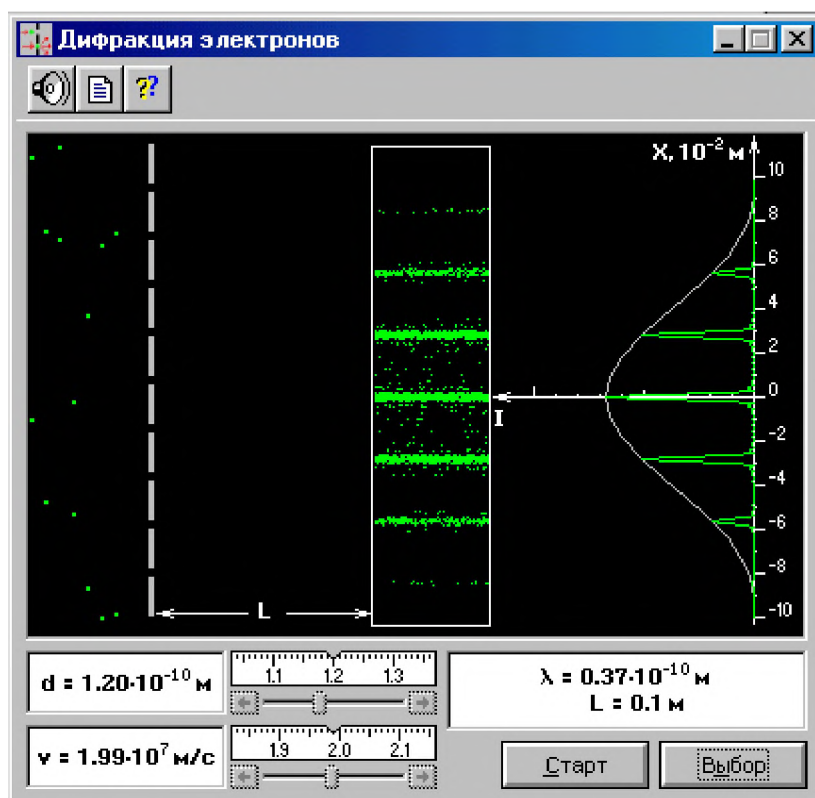 Дифракция электронов
X, 10⁻² м
10
8
6
4
2
0
-2
-4
-6
-8
-10
I
L
d = 1.20·10⁻¹⁰ м
1.1 1.2 1.3
λ = 0.37·10⁻¹⁰ м
L = 0.1 м
v = 1.99·10⁷ м/с
1.9 2.0 2.1
Старт
Выбор